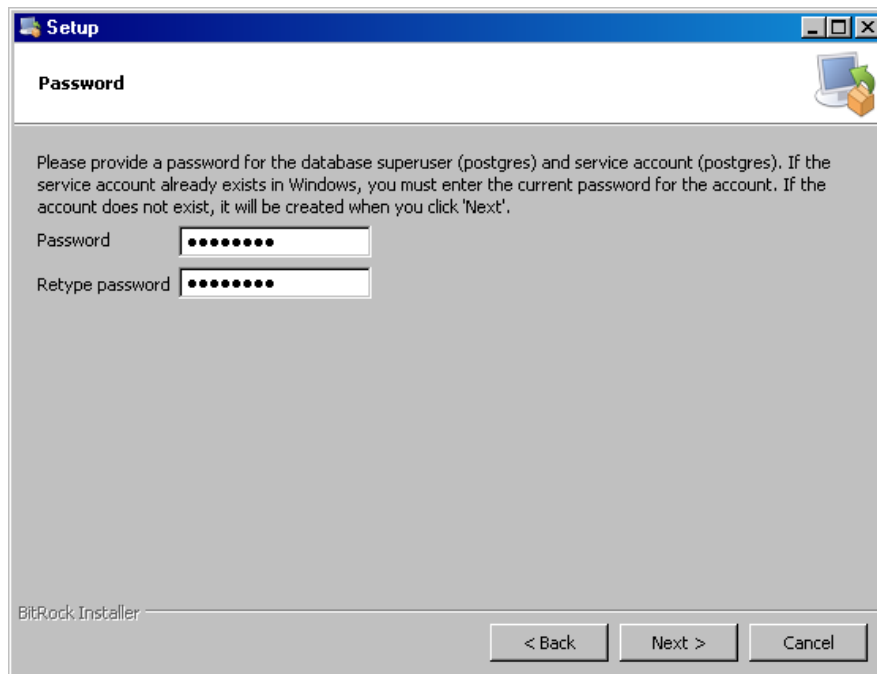 Setup
Password
Please provide a password for the database superuser (postgres) and service account (postgres). If the
service account already exists in Windows, you must enter the current password for the account. If the
account does not exist, it will be created when you click 'Next'.
Password ●●●●●●●●
Retype password ●●●●●●●●
BitRock Installer
< Back Next > Cancel